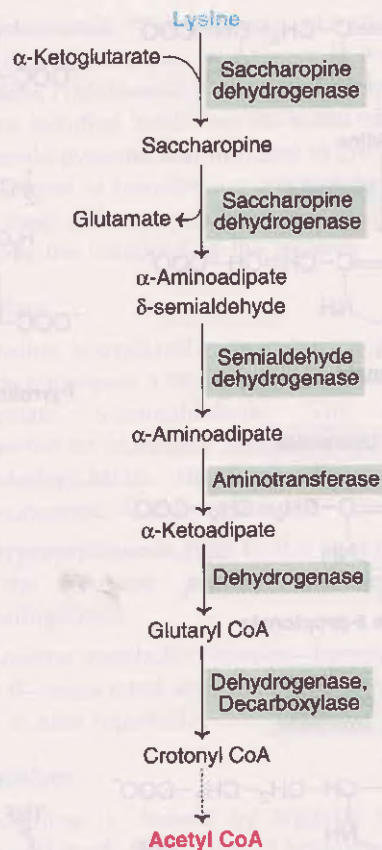 Lysine
α-Ketoglutarate
Saccharopine
dehydrogenase
Saccharopine
Saccharopine
dehydrogenase
Glutamate
α-Aminoadipate
δ-semialdehyde
Semialdehyde
dehydrogenase
α-Aminoadipate
Aminotransferase
α-Ketoadipate
Dehydrogenase
Glutaryl CoA
Dehydrogenase,
Decarboxylase
Crotonyl CoA
Acetyl CoA